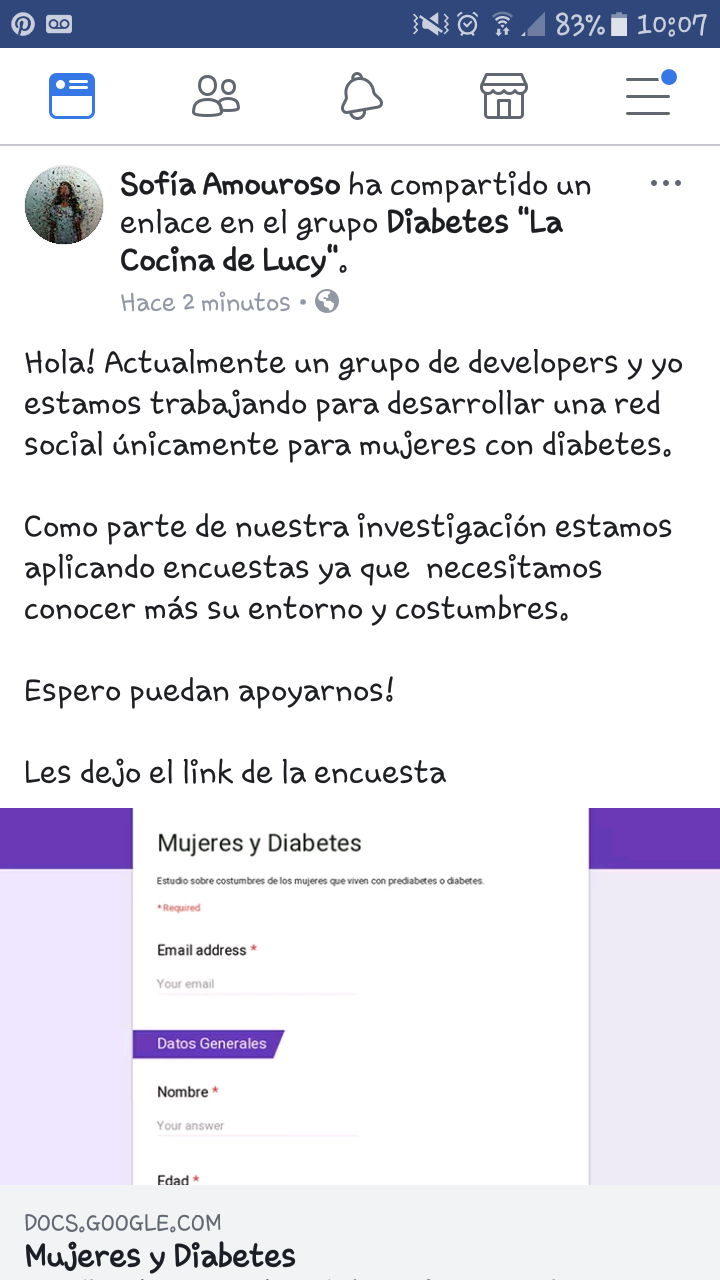 83% 10:07
Sofía Amouroso ha compartido un
enlace en el grupo Diabetes "La
Cocina de Lucy".
Hace 2 minutos •
Hola! Actualmente un grupo de developers y yo
estamos trabajando para desarrollar una red
social únicamente para mujeres con diabetes.
Como parte de nuestra investigación estamos
aplicando encuestas ya que  necesitamos
conocer más su entorno y costumbres.
Espero puedan apoyarnos!
Les dejo el link de la encuesta
Mujeres y Diabetes
Estudio sobre costumbres de los mujeres que viven con prediabetes o diabetes.
* Required
Email address *
Your email
Datos Generales
Nombre *
Your answer
Edad *
DOCS.GOOGLE.COM
Mujeres y Diabetes